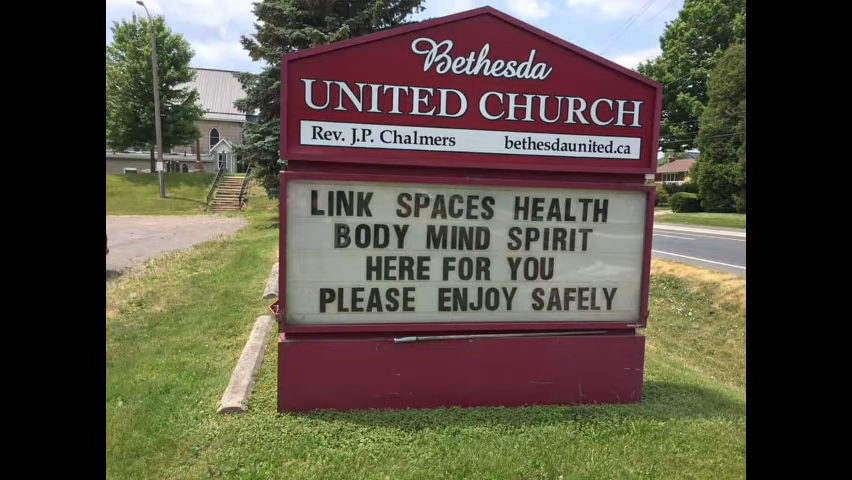 Bethesda
UNITED CHURCH
Rev. J.P. Chalmers bethesdaunited.ca
LINK SPACES HEALTH
BODY MIND SPIRIT
HERE FOR YOU
PLEASE ENJOY SAFELY